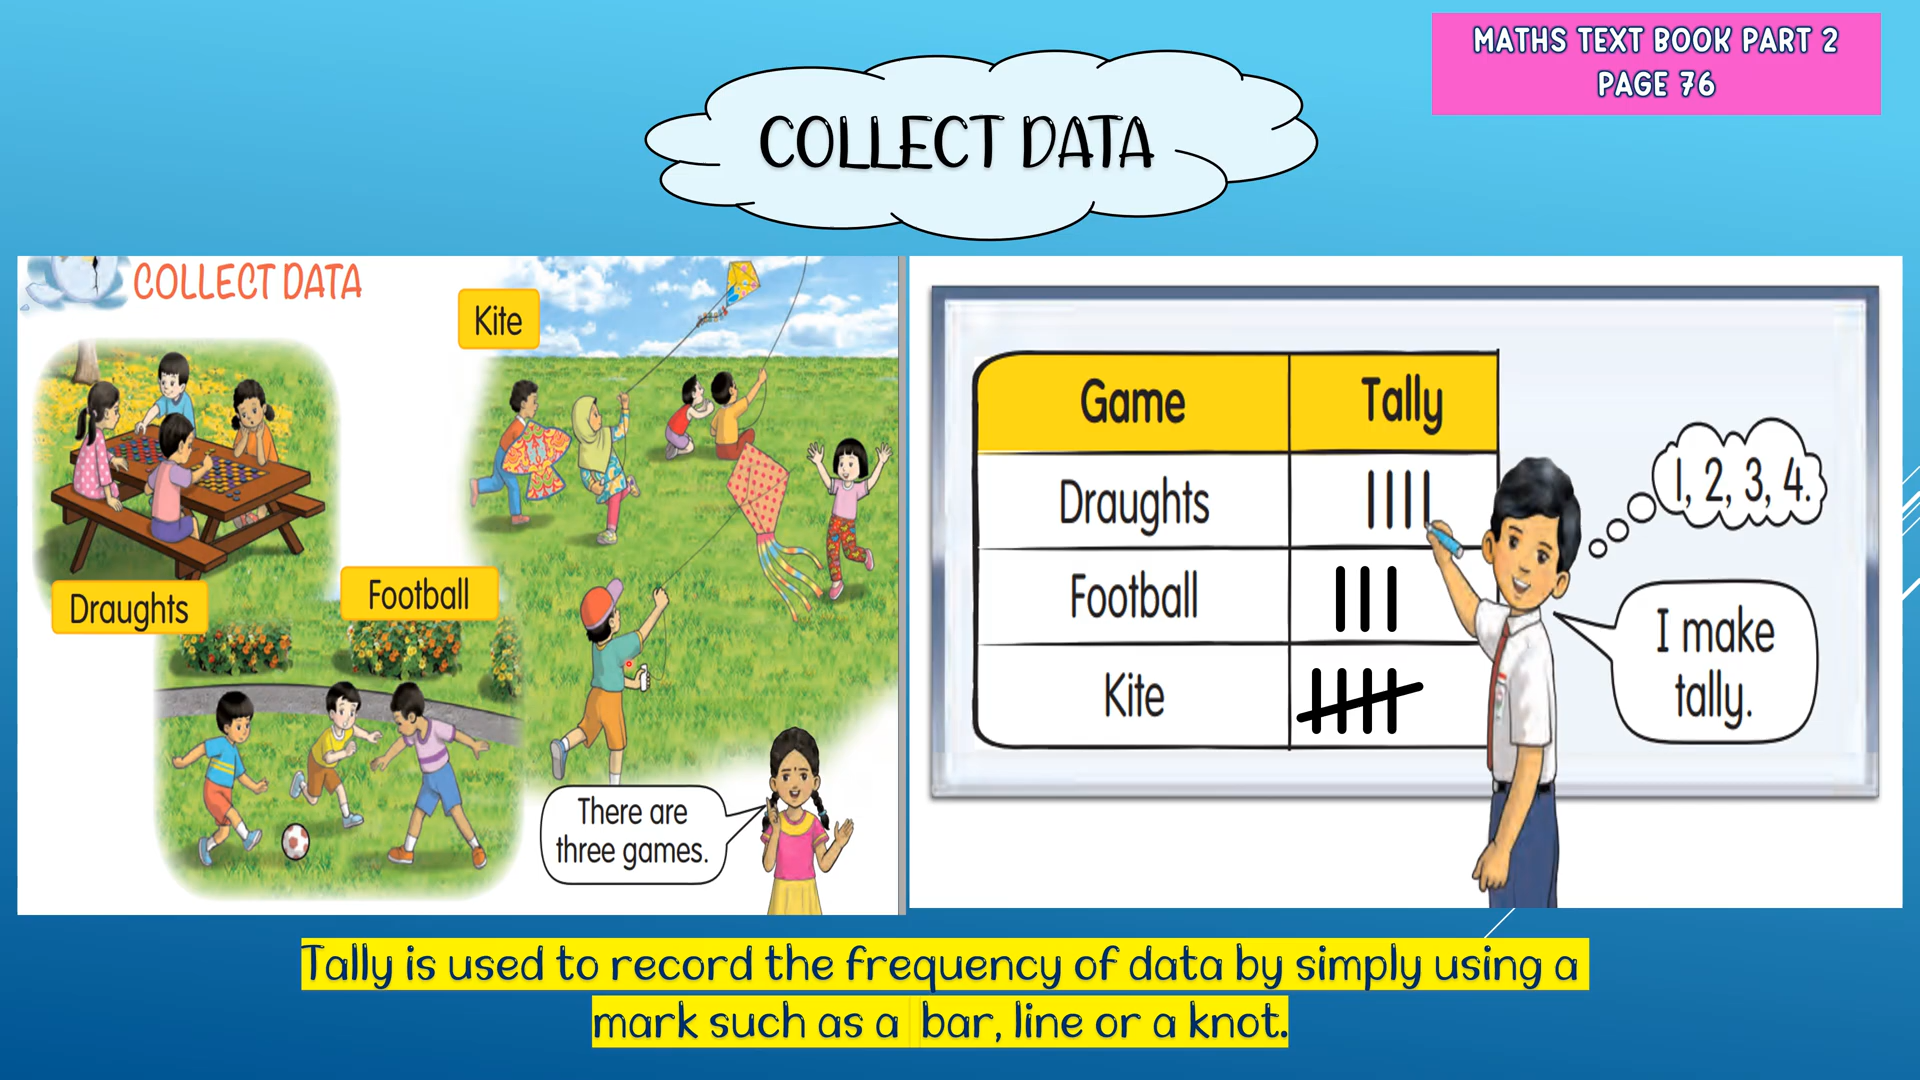 MATHS TEXT BOOK PART 2
PAGE 76
COLLECT DATA
COLLECT DATA
Kite
Draughts
Football
There are
three games.
Game Tally
Draughts
Football
Kite
1, 2, 3, 4.
I make
tally.
Tally is used to record the frequency of data by simply using a
mark such as a bar, line or a knot.